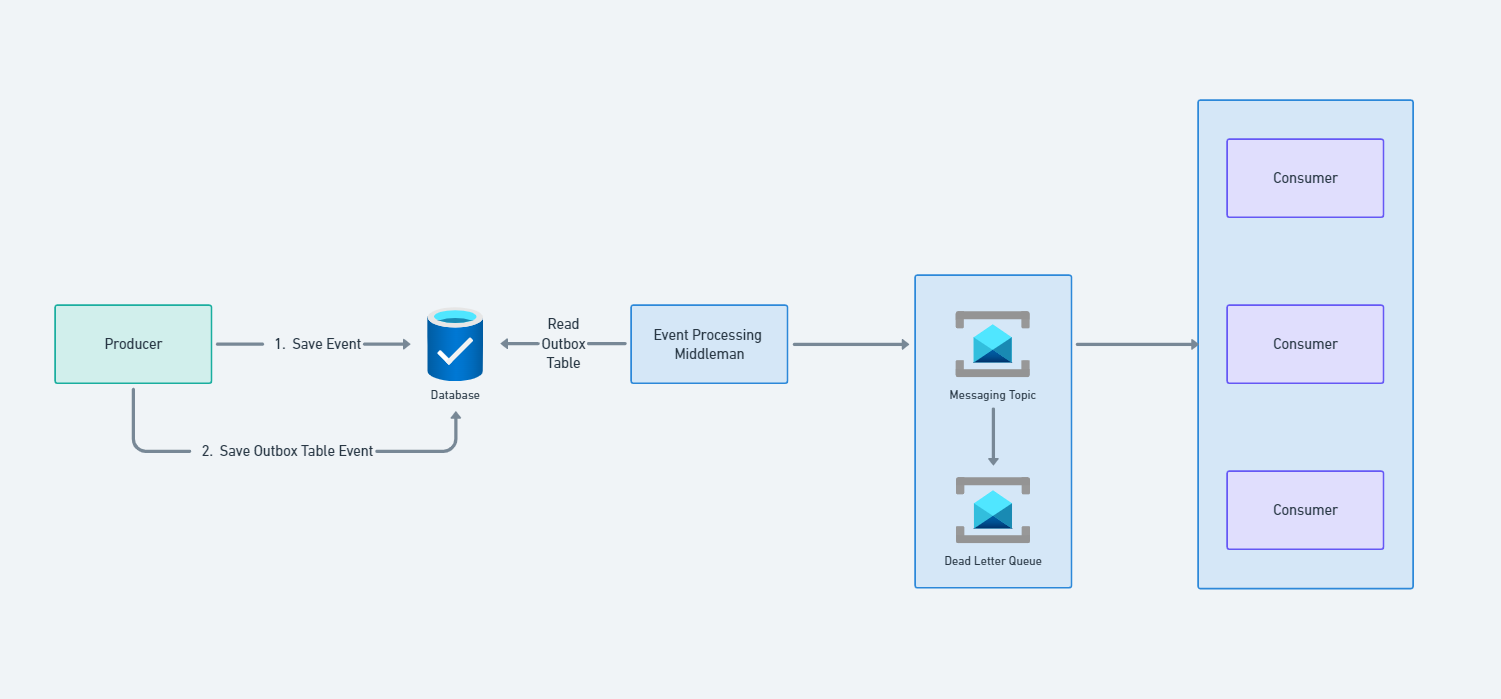 Producer
1. Save Event
Database
2. Save Outbox Table Event
Read
Outbox
Table
Event Processing
Middleman
Messaging Topic
Dead Letter Queue
Consumer
Consumer
Consumer